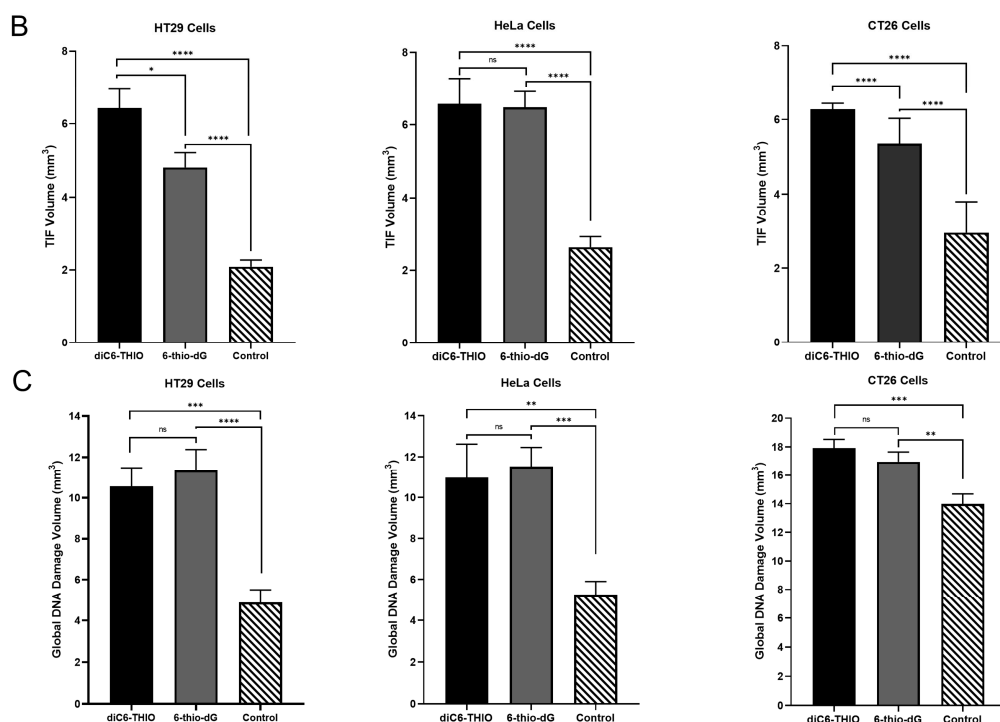 B
HT29 Cells
TIF Volume (mm³)
8
6
4
2
0
****
*
****
diC6-THIO 6-thio-dG Control
HeLa Cells
TIF Volume (mm³)
8
6
4
2
0
****
ns
****
diC6-THIO 6-thio-dG Control
CT26 Cells
TIF Volume (mm³)
8
6
4
2
0
****
****
****
diC6-THIO 6-thio-dG Control
C
HT29 Cells
Global DNA Damage Volume (mm³)
14
12
10
8
6
4
2
0
***
ns
****
diC6-THIO 6-thio-dG Control
HeLa Cells
Global DNA Damage Volume (mm³)
14
12
10
8
6
4
2
0
**
ns
***
diC6-THIO 6-thio-dG Control
CT26 Cells
Global DNA Damage Volume (mm³)
20
18
16
14
12
10
8
6
4
2
0
***
ns
**
diC6-THIO 6-thio-dG Control